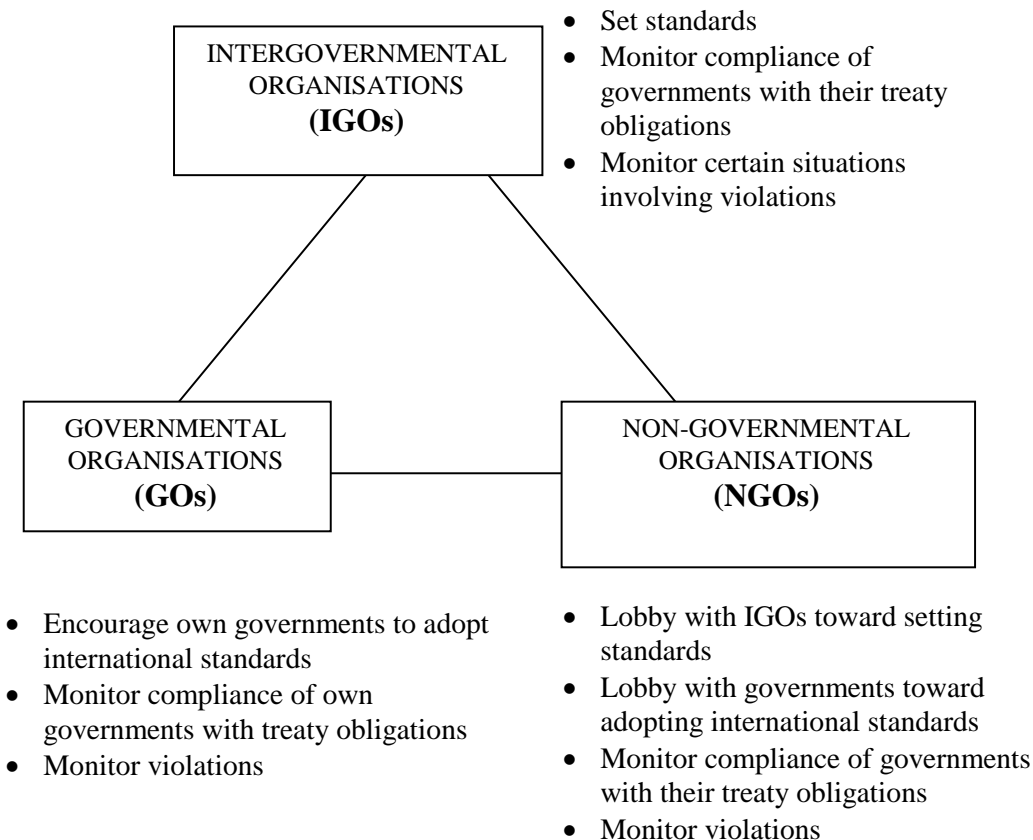 INTERGOVERNMENTAL
ORGANISATIONS
(IGOs)
• Set standards
• Monitor compliance of
governments with their treaty
obligations
• Monitor certain situations
involving violations
GOVERNMENTAL
ORGANISATIONS
(GOs)
NON-GOVERNMENTAL
ORGANISATIONS
(NGOs)
• Encourage own governments to adopt
international standards
• Monitor compliance of own
governments with treaty obligations
• Monitor violations
• Lobby with IGOs toward setting
standards
• Lobby with governments toward
adopting international standards
• Monitor compliance of governments
with their treaty obligations
• Monitor violations